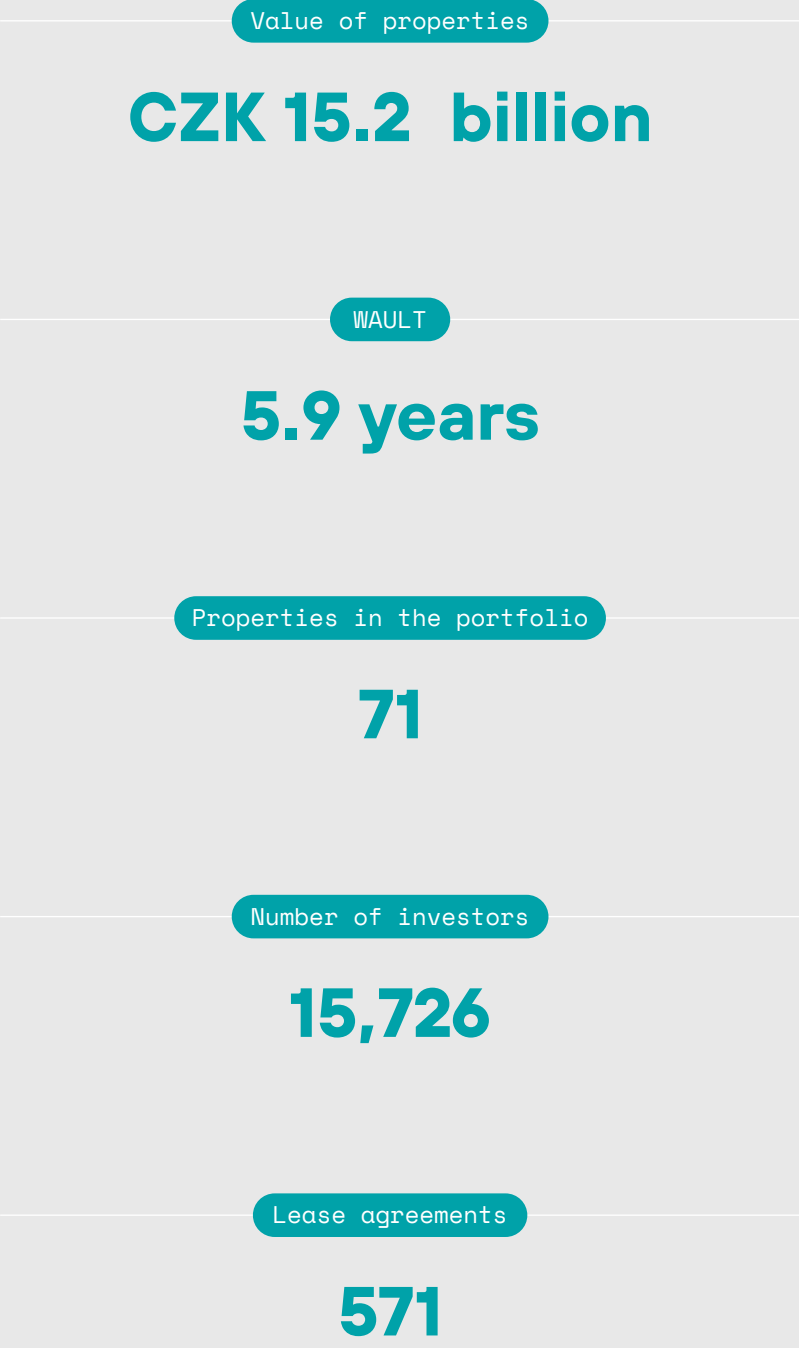 Value of properties
CZK 15.2 billion
WAULT
5.9 years
Properties in the portfolio
71
Number of investors
15,726
Lease agreements
571